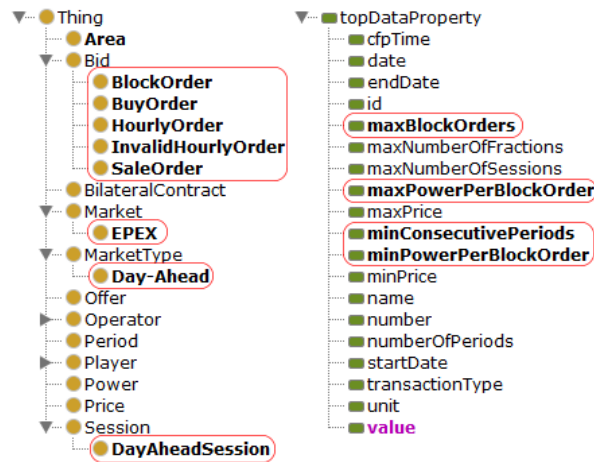 Thing
Area
Bid
BlockOrder
BuyOrder
HourlyOrder
InvalidHourlyOrder
SaleOrder
BilateralContract
Market
EPEX
MarketType
Day-Ahead
Offer
Operator
Period
Player
Power
Price
Session
DayAheadSession
topDataProperty
cfpTime
date
endDate
id
maxBlockOrders
maxNumberOfFractions
maxNumberOfSessions
maxPowerPerBlockOrder
maxPrice
minConsecutivePeriods
minPowerPerBlockOrder
minPrice
name
number
numberOfPeriods
startDate
transactionType
unit
value